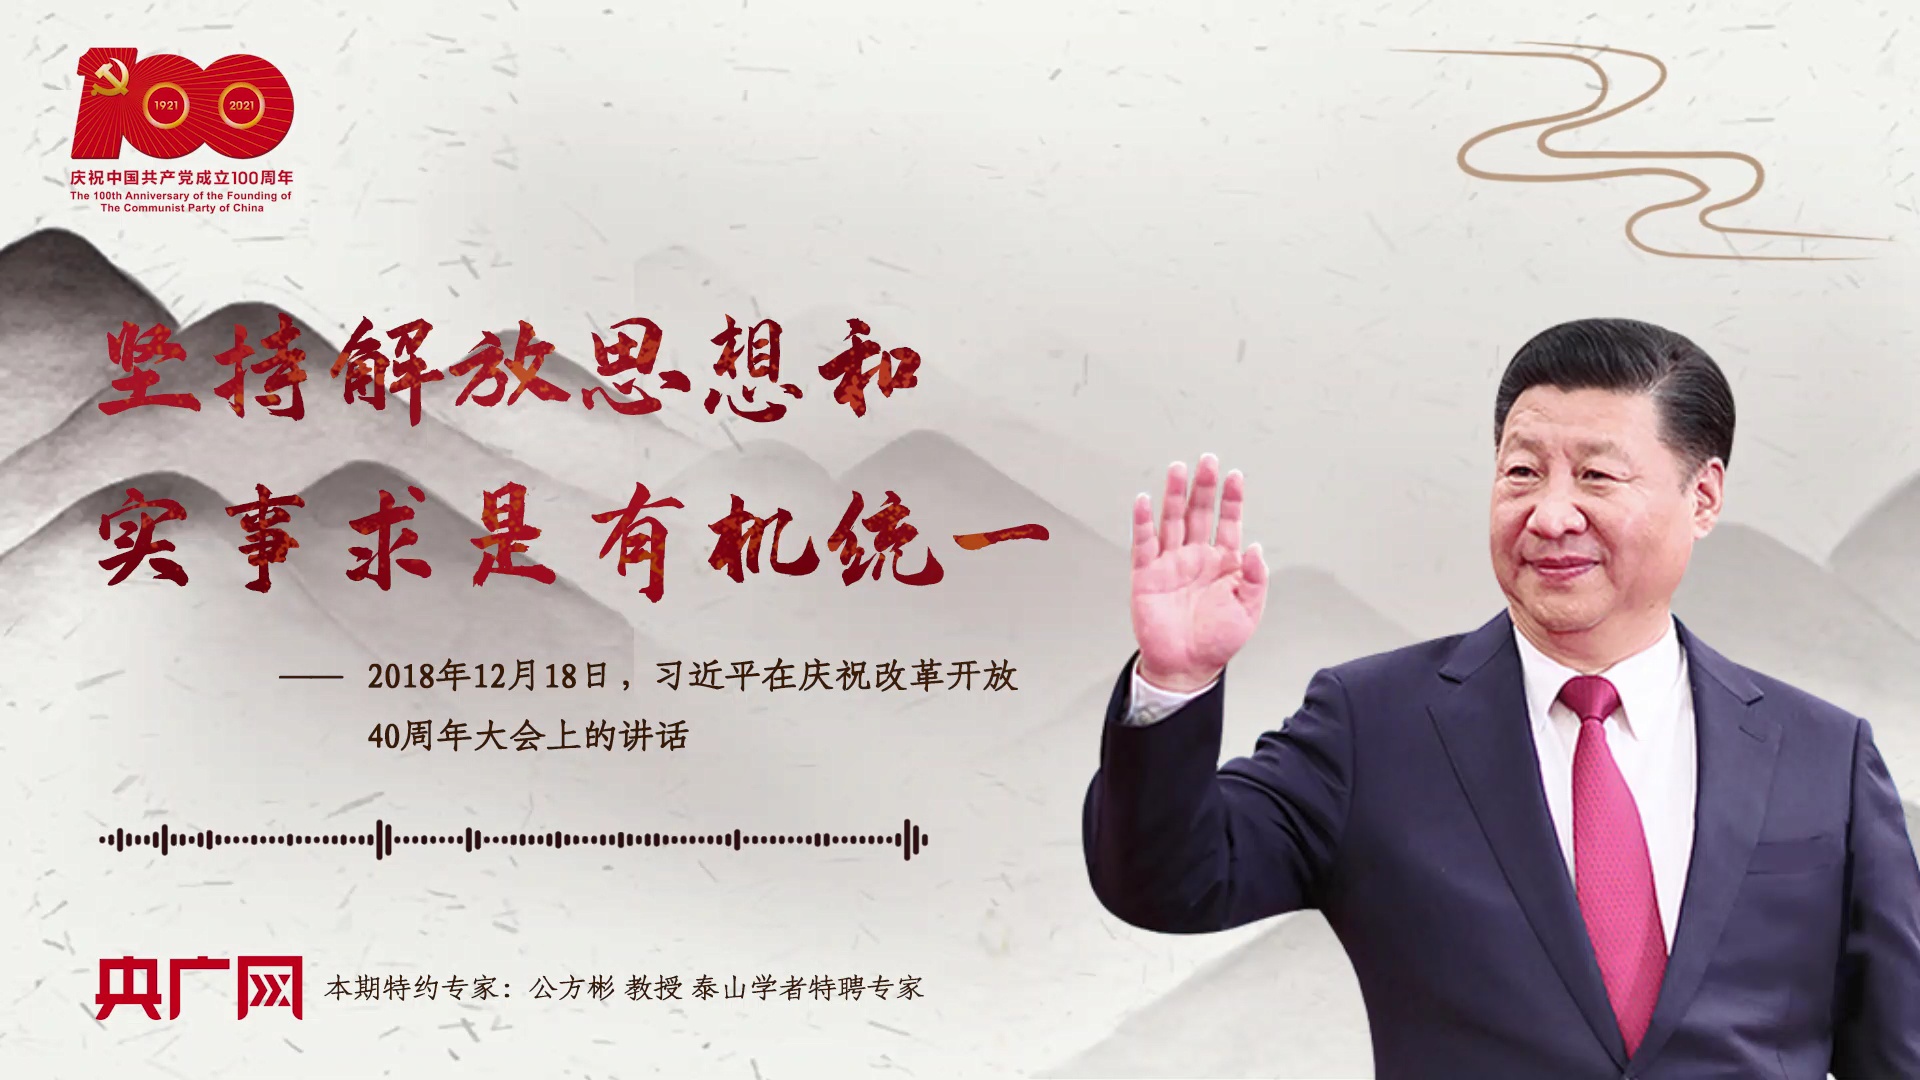 1921
2021
庆祝中国共产党成立100周年
The 100th Anniversary of the Founding of
The Communist Party of China
坚持解放思想和
实事求是有机统一
—— 2018年12月18日，习近平在庆祝改革开放
40周年大会上的讲话
央广网 本期特约专家：公方彬 教授 泰山学者特聘专家